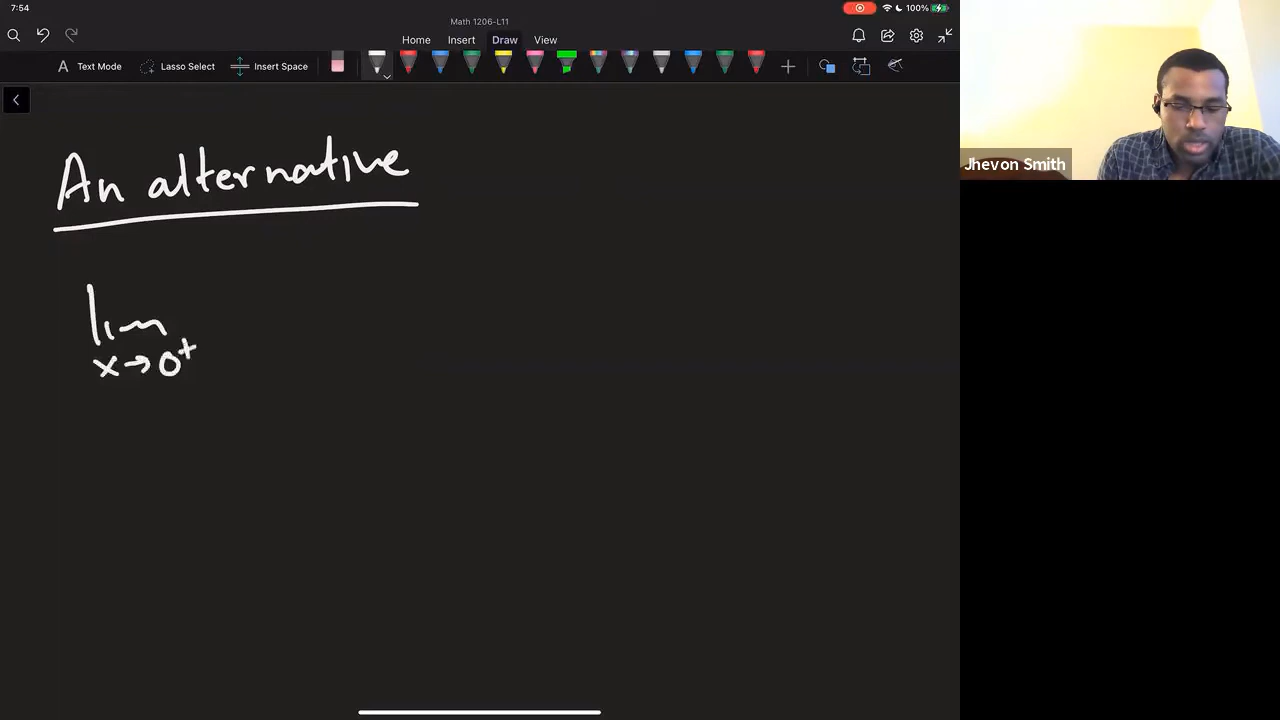 7:54
100%
Math 1206-L11
Home Insert Draw View
Text Mode Lasso Select Insert Space
An alternative
lim
x→0⁺
Jhevon Smith